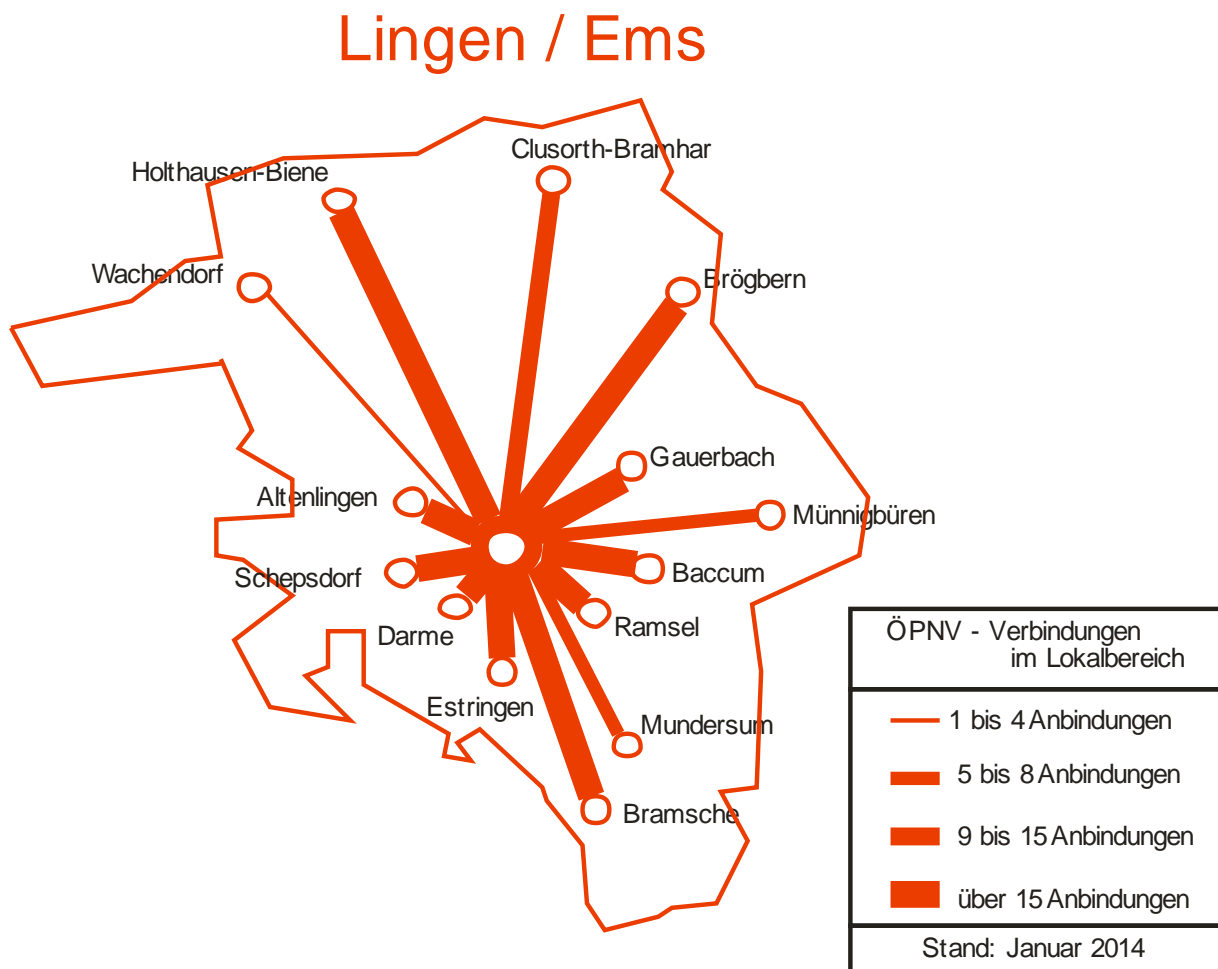 Lingen / Ems
Clusorth-Bramhar
Holthausen-Biene
Wachendorf
Brögbern
Gauerbach
Altenlingen
Münnigbüren
Schepsdorf
Baccum
Darme
Ramsel
Estringen
Mundersum
Bramsche
ÖPNV - Verbindungen
im Lokalbereich
1 bis 4 Anbindungen
5 bis 8 Anbindungen
9 bis 15 Anbindungen
über 15 Anbindungen
Stand: Januar 2014